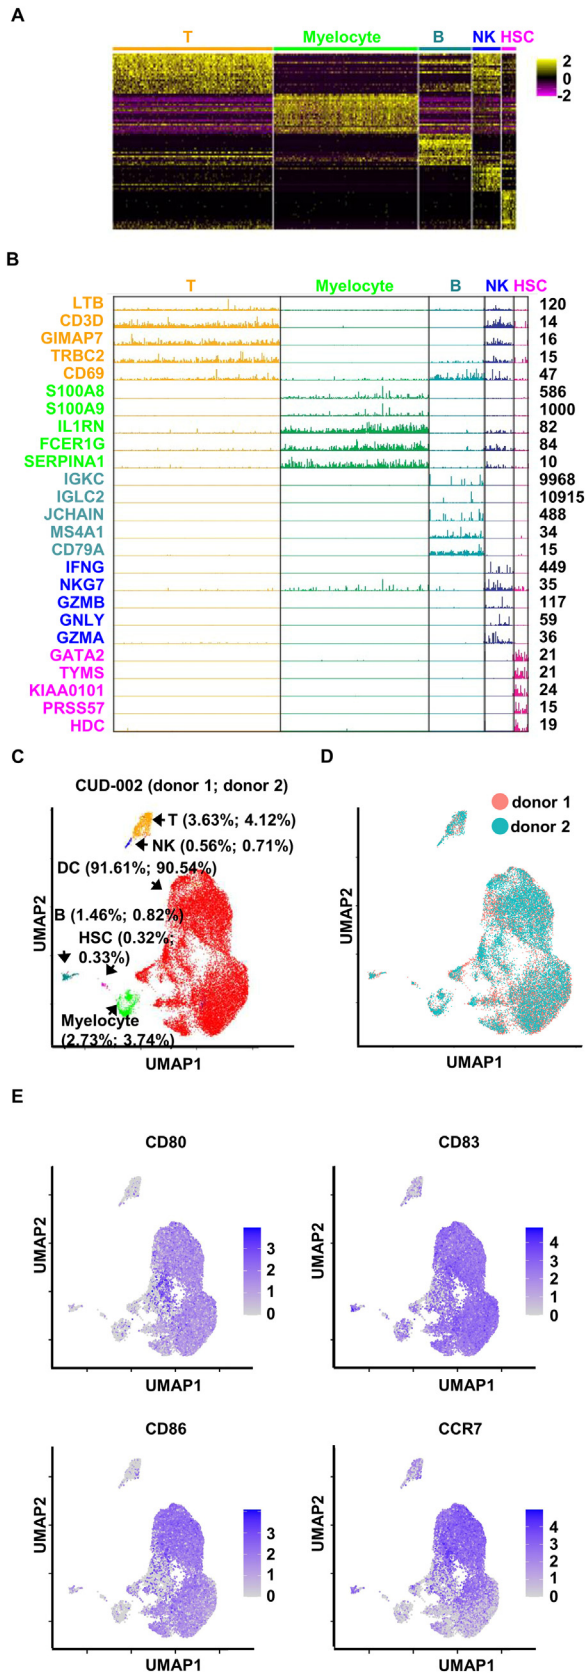 A
T Myelocyte B NK HSC
2
0
-2
B
T Myelocyte B NK HSC
LTB 120
CD3D 14
GIMAP7 16
TRBC2 15
CD69 47
S100A8 586
S100A9 1000
IL1RN 82
FCER1G 84
SERPINA1 10
IGKC 9968
IGLC2 10915
JCHAIN 488
MS4A1 34
CD79A 15
IFNG 449
NKG7 35
GZMB 117
GNLY 59
GZMA 36
GATA2 21
TYMS 21
KIAA0101 24
PRSS57 15
HDC 19
C
CUD-002 (donor 1; donor 2)
T (3.63%; 4.12%)
NK (0.56%; 0.71%)
DC (91.61%; 90.54%)
B (1.46%; 0.82%)
HSC (0.32%;
0.33%)
Myelocyte
(2.73%; 3.74%)
UMAP2
UMAP1
D
donor 1
donor 2
UMAP2
UMAP1
E
CD80
3
2
1
0
UMAP2
UMAP1
CD83
4
3
2
1
0
UMAP2
UMAP1
CD86
3
2
1
0
UMAP2
UMAP1
CCR7
4
3
2
1
0
UMAP2
UMAP1